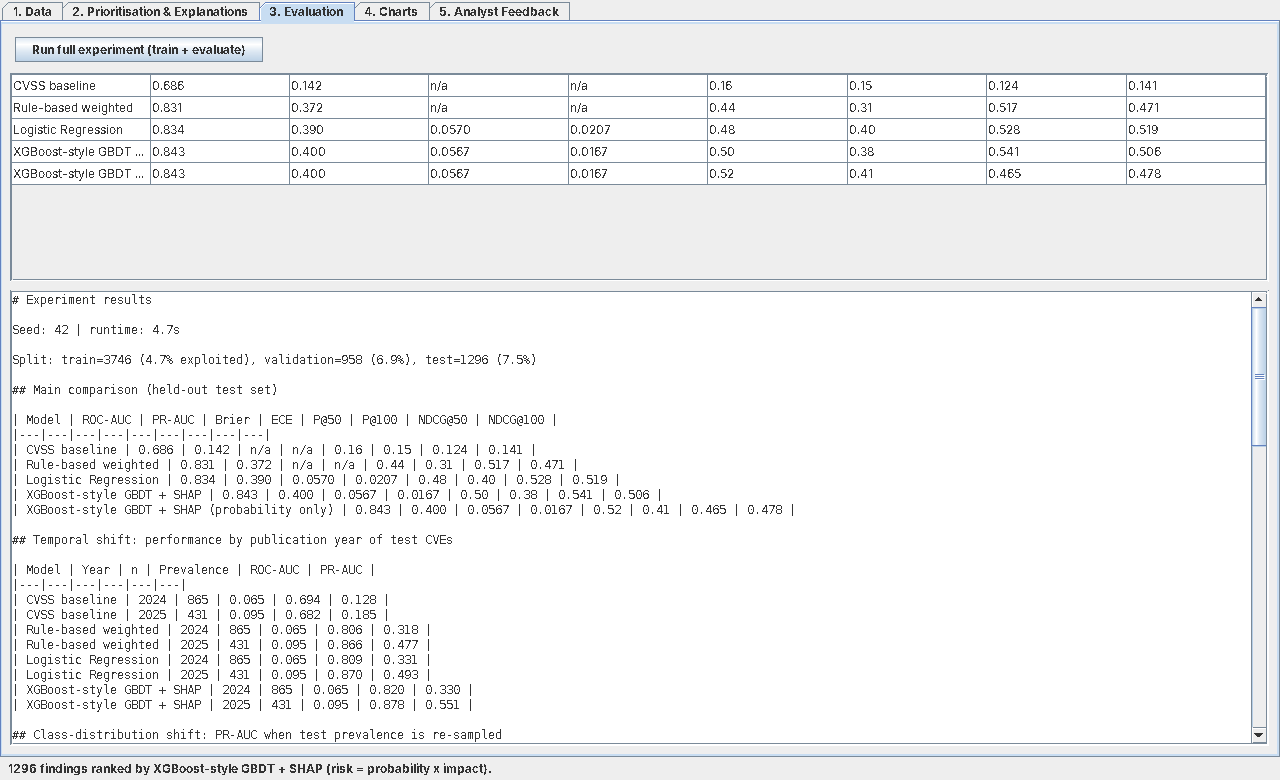 1. Data 2. Prioritisation & Explanations 3. Evaluation 4. Charts 5. Analyst Feedback
Run full experiment (train + evaluate)
CVSS baseline 0.686 0.142 n/a n/a 0.16 0.15 0.124 0.141
Rule-based weighted 0.831 0.372 n/a n/a 0.44 0.31 0.517 0.471
Logistic Regression 0.834 0.390 0.0570 0.0207 0.48 0.40 0.528 0.519
XGBoost-style GBDT ... 0.843 0.400 0.0567 0.0167 0.50 0.38 0.541 0.506
XGBoost-style GBDT ... 0.843 0.400 0.0567 0.0167 0.52 0.41 0.465 0.478
# Experiment results
Seed: 42 | runtime: 4.7s
Split: train=3746 (4.7% exploited), validation=958 (6.9%), test=1296 (7.5%)
## Main comparison (held-out test set)
| Model | ROC-AUC | PR-AUC | Brier | ECE | P@50 | P@100 | NDCG@50 | NDCG@100 |
|---|---|---|---|---|---|---|---|---|
| CVSS baseline | 0.686 | 0.142 | n/a | n/a | 0.16 | 0.15 | 0.124 | 0.141 |
| Rule-based weighted | 0.831 | 0.372 | n/a | n/a | 0.44 | 0.31 | 0.517 | 0.471 |
| Logistic Regression | 0.834 | 0.390 | 0.0570 | 0.0207 | 0.48 | 0.40 | 0.528 | 0.519 |
| XGBoost-style GBDT + SHAP | 0.843 | 0.400 | 0.0567 | 0.0167 | 0.50 | 0.38 | 0.541 | 0.506 |
| XGBoost-style GBDT + SHAP (probability only) | 0.843 | 0.400 | 0.0567 | 0.0167 | 0.52 | 0.41 | 0.465 | 0.478 |
## Temporal shift: performance by publication year of test CVEs
| Model | Year | n | Prevalence | ROC-AUC | PR-AUC |
|---|---|---|---|---|---|
| CVSS baseline | 2024 | 865 | 0.065 | 0.694 | 0.128 |
| CVSS baseline | 2025 | 431 | 0.095 | 0.682 | 0.185 |
| Rule-based weighted | 2024 | 865 | 0.065 | 0.806 | 0.318 |
| Rule-based weighted | 2025 | 431 | 0.095 | 0.866 | 0.477 |
| Logistic Regression | 2024 | 865 | 0.065 | 0.809 | 0.331 |
| Logistic Regression | 2025 | 431 | 0.095 | 0.870 | 0.493 |
| XGBoost-style GBDT + SHAP | 2024 | 865 | 0.065 | 0.820 | 0.330 |
| XGBoost-style GBDT + SHAP | 2025 | 431 | 0.095 | 0.878 | 0.551 |
## Class-distribution shift: PR-AUC when test prevalence is re-sampled
1296 findings ranked by XGBoost-style GBDT + SHAP (risk = probability x impact).